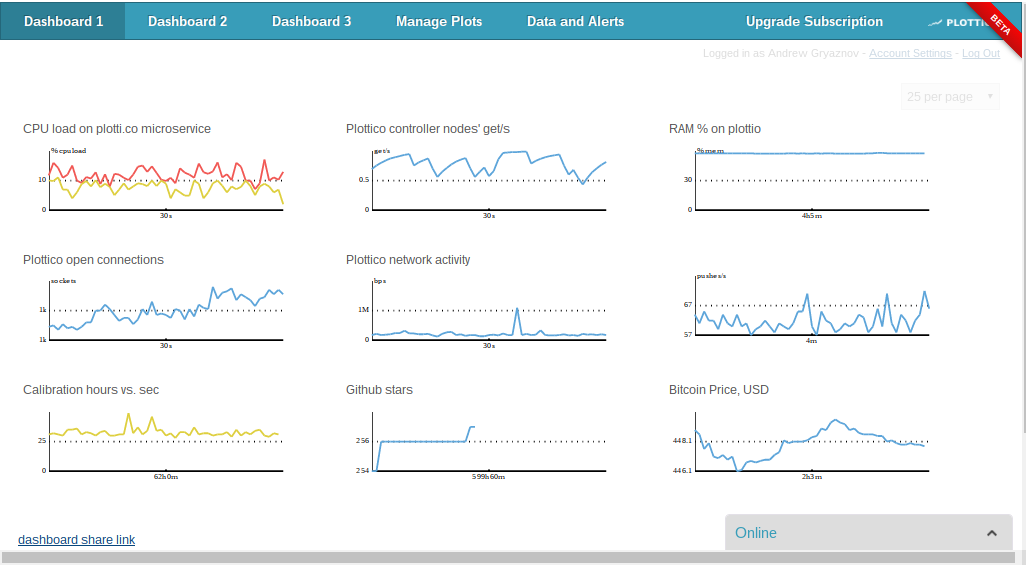 Dashboard 1 Dashboard 2 Dashboard 3 Manage Plots Data and Alerts Upgrade Subscription BETA
Logged in as Andrew Gryaznov - Account Settings - Log Out
25 per page
CPU load on plotti.co microservice Plottico controller nodes' get/s RAM % on plottio
% cpu load get/s % mem
10 0.5 30
0 0 0
30s 30s 4h5m
Plottico open connections Plottico network activity
sockets bps pushes/s
1k 1M 67
1k 0 57
30s 30s 4m
Calibration hours vs. sec Github stars Bitcoin Price, USD
25 256 448.1
0 254 446.1
62h0m 599h60m 2h3m
dashboard share link
Online